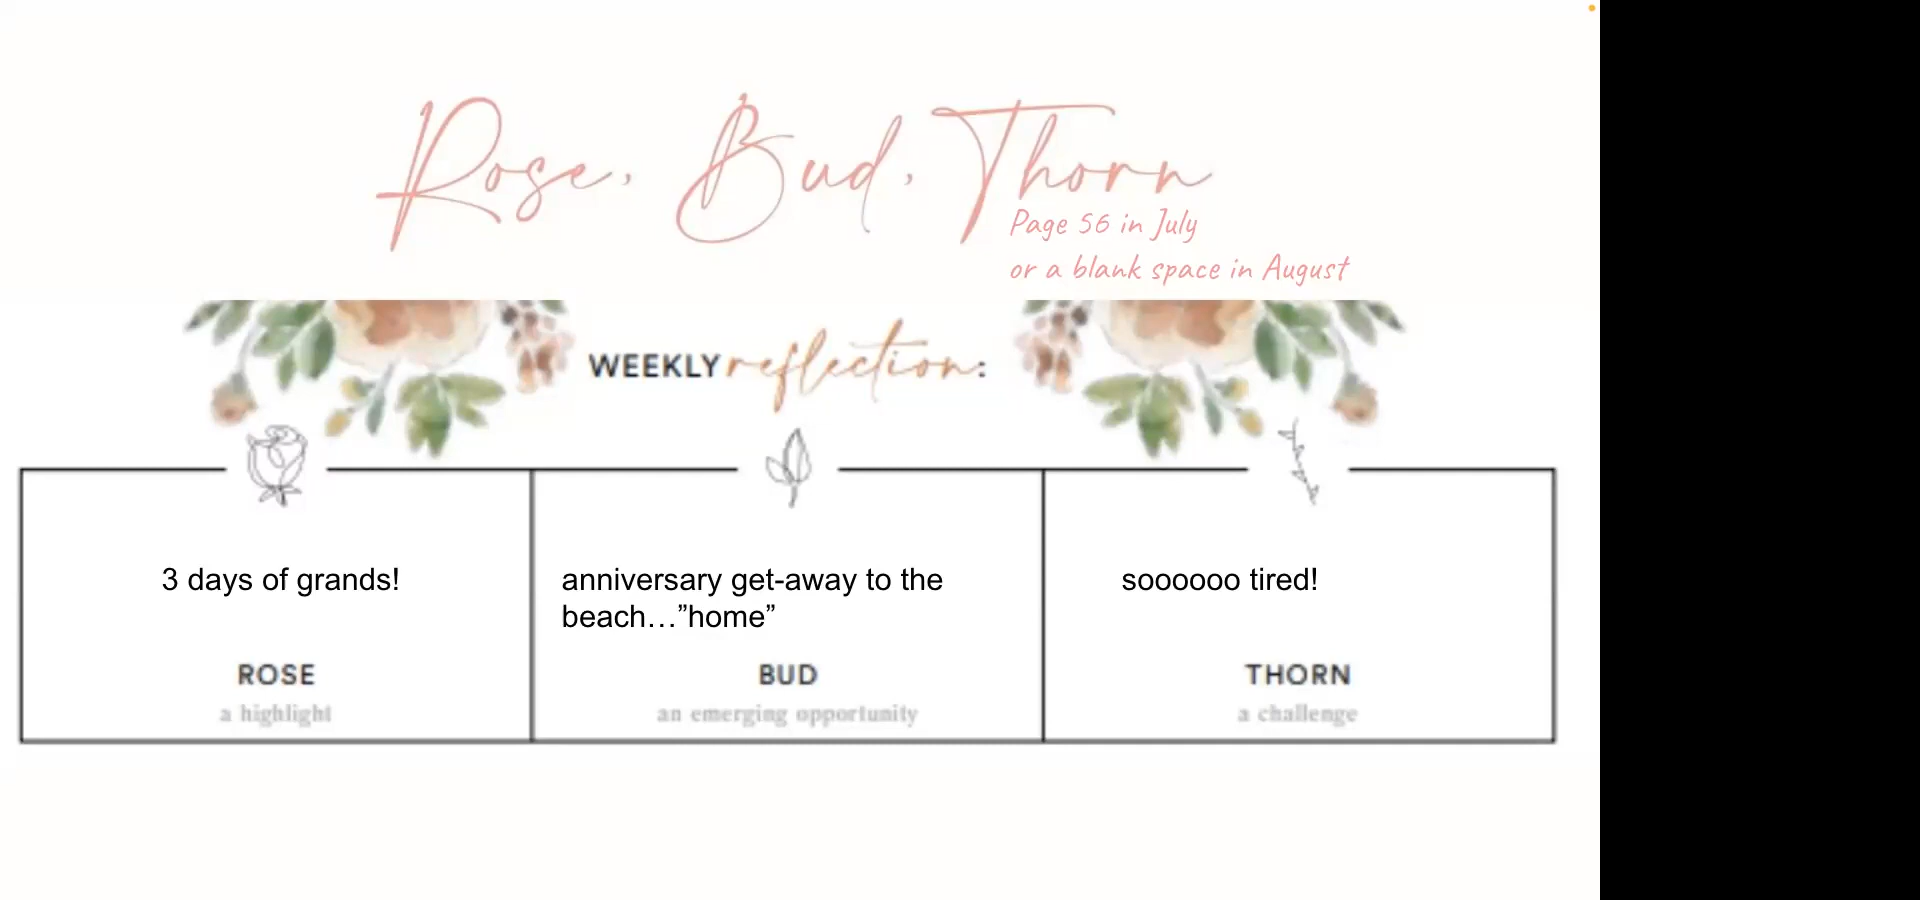 Rose, Bud, Thorn
Page 56 in July
or a blank space in August
WEEKLY reflection:
3 days of grands!
anniversary get-away to the
beach…”home”
soooooo tired!
ROSE
BUD
THORN
a highlight
an emerging opportunity
a challenge